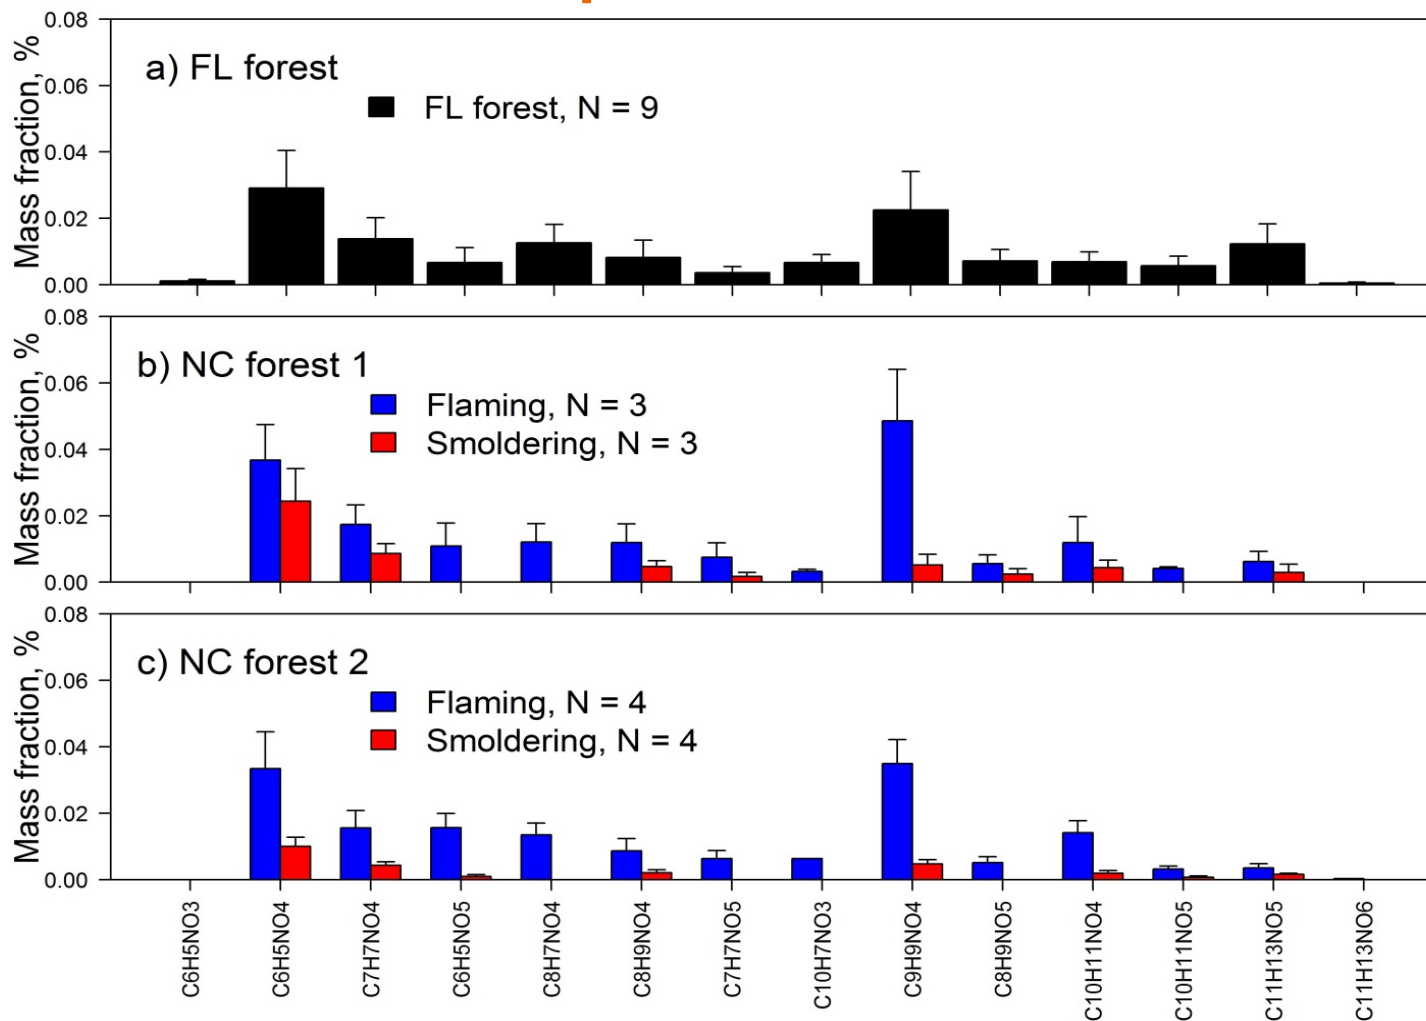 0.08
a) FL forest
FL forest, N = 9
0.06
0.04
0.02
0.00
Mass fraction, %
0.08
b) NC forest 1
Flaming, N = 3
Smoldering, N = 3
0.06
0.04
0.02
0.00
Mass fraction, %
0.08
c) NC forest 2
Flaming, N = 4
Smoldering, N = 4
0.06
0.04
0.02
0.00
Mass fraction, %
C6H5NO3
C6H5NO4
C7H7NO4
C6H5NO5
C8H7NO4
C8H9NO4
C7H7NO5
C10H7NO3
C9H9NO4
C8H9NO5
C10H11NO4
C10H11NO5
C11H13NO5
C11H13NO6